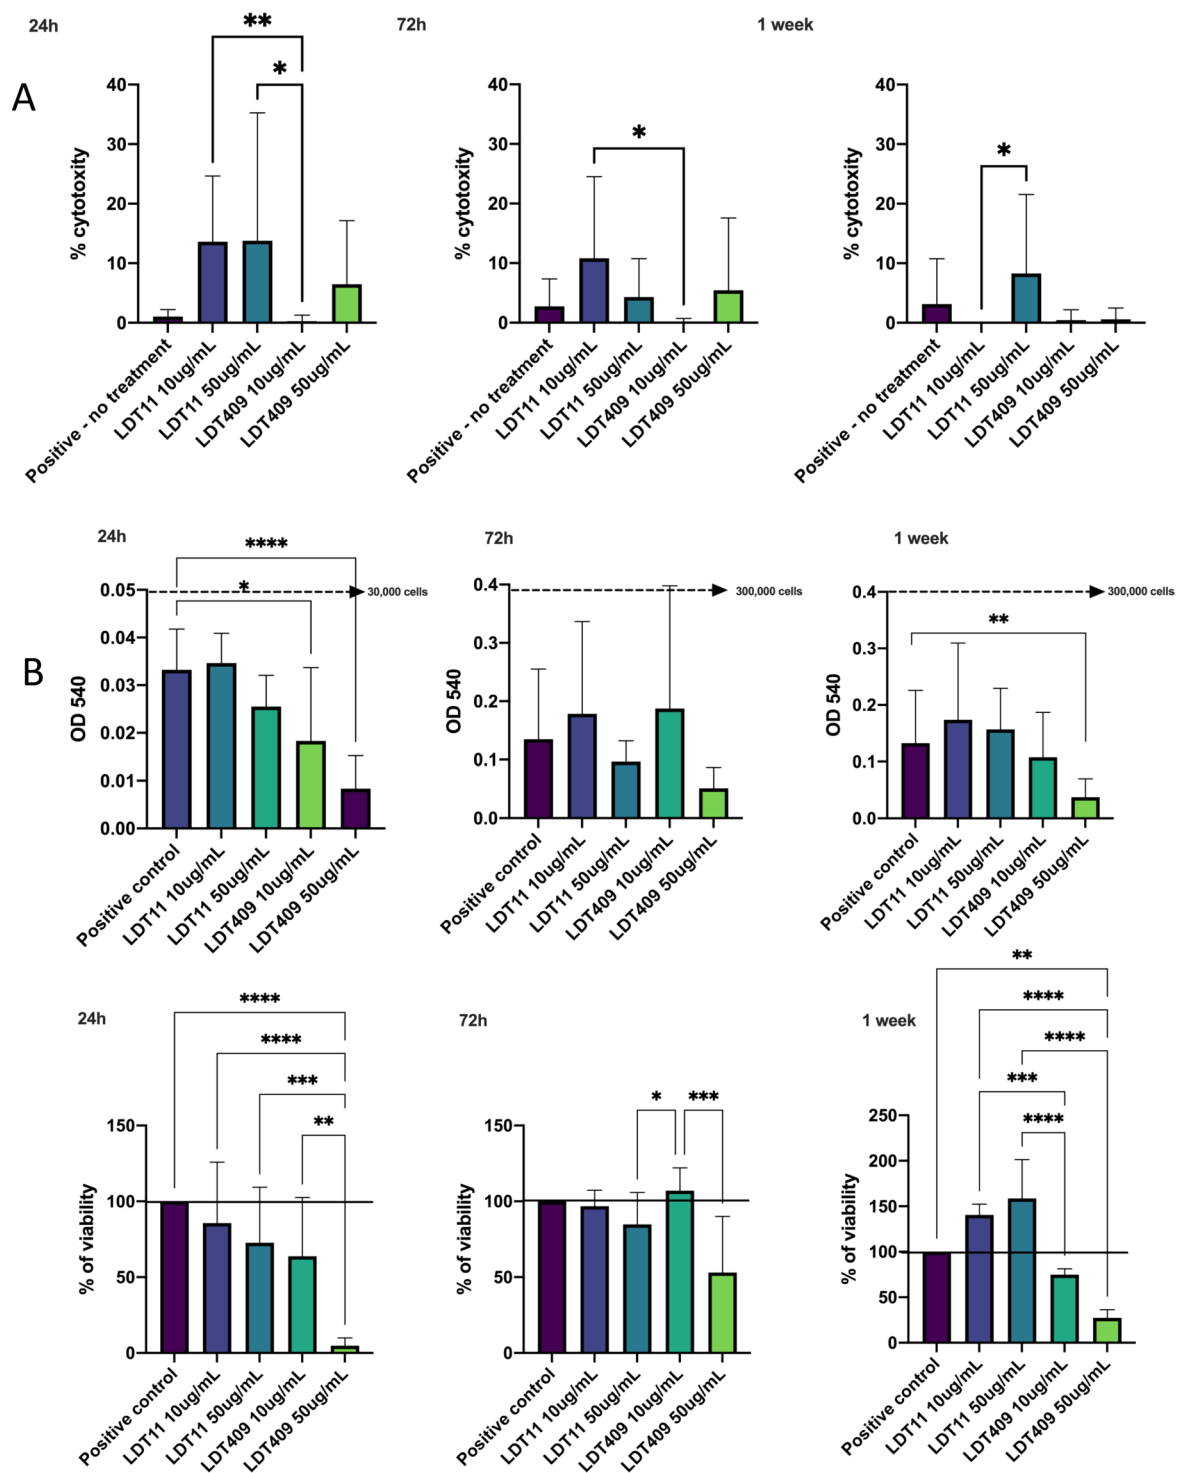 24h
72h
1 week
A
**
*
% cytotoxity
40
30
20
10
0
Positive - no treatment
LDT11 10ug/mL
LDT11 50ug/mL
LDT409 10ug/mL
LDT409 50ug/mL
*
% cytotoxity
40
30
20
10
0
Positive - no treatment
LDT11 10ug/mL
LDT11 50ug/mL
LDT409 10ug/mL
LDT409 50ug/mL
*
% cytotoxity
40
30
20
10
0
Positive - no treatment
LDT11 10ug/mL
LDT11 50ug/mL
LDT409 10ug/mL
LDT409 50ug/mL
B
24h
****
*
30,000 cells
OD 540
0.05
0.04
0.03
0.02
0.01
0.00
Positive control
LDT11 10ug/mL
LDT11 50ug/mL
LDT409 10ug/mL
LDT409 50ug/mL
72h
300,000 cells
OD 540
0.4
0.3
0.2
0.1
0.0
Positive control
LDT11 10ug/mL
LDT11 50ug/mL
LDT409 10ug/mL
LDT409 50ug/mL
1 week
300,000 cells
**
OD 540
0.4
0.3
0.2
0.1
0.0
Positive control
LDT11 10ug/mL
LDT11 50ug/mL
LDT409 10ug/mL
LDT409 50ug/mL
24h
****
****
***
**
% of viability
150
100
50
0
Positive control
LDT11 10ug/mL
LDT11 50ug/mL
LDT409 10ug/mL
LDT409 50ug/mL
72h
*
***
% of viability
150
100
50
0
Positive control
LDT11 10ug/mL
LDT11 50ug/mL
LDT409 10ug/mL
LDT409 50ug/mL
1 week
**
****
****
***
****
% of viability
250
200
150
100
50
0
Positive control
LDT11 10ug/mL
LDT11 50ug/mL
LDT409 10ug/mL
LDT409 50ug/mL